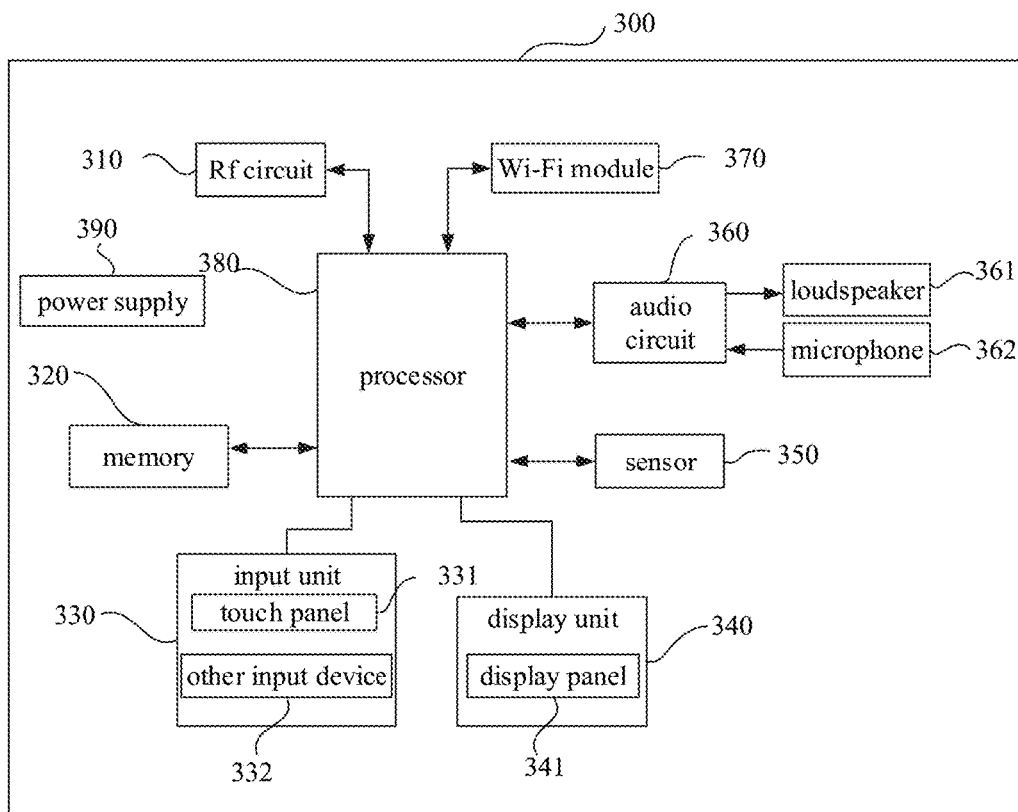 300
310
Rf circuit
Wi-Fi module
370
390
power supply
380
processor
360
audio
circuit
loudspeaker
361
microphone
362
320
memory
sensor
350
input unit
331
touch panel
330
other input device
332
display unit
340
display panel
341